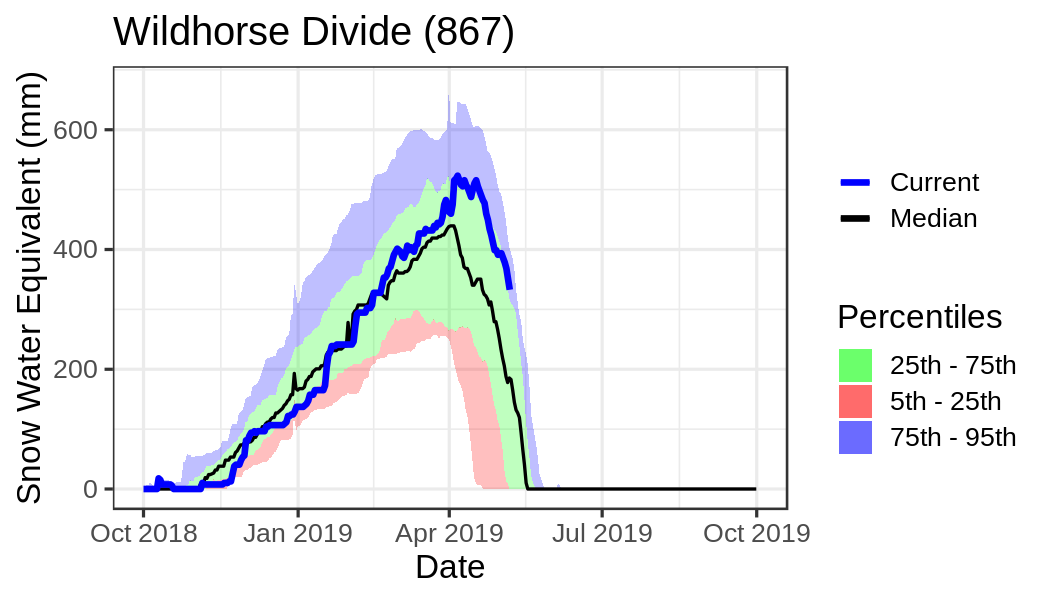 Wildhorse Divide (867)
Snow Water Equivalent (mm)
600
400
200
0
Oct 2018
Jan 2019
Apr 2019
Jul 2019
Oct 2019
Date
Current
Median
Percentiles
25th - 75th
5th - 25th
75th - 95th